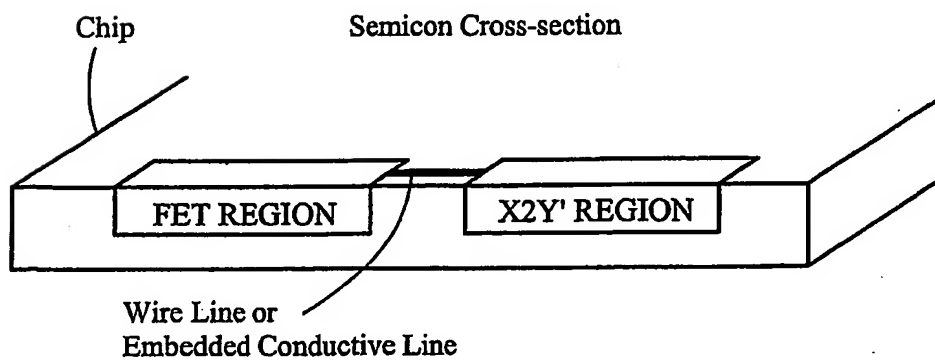 Semicon Cross-section
Chip
FET REGION
X2Y' REGION
Wire Line or
Embedded Conductive Line